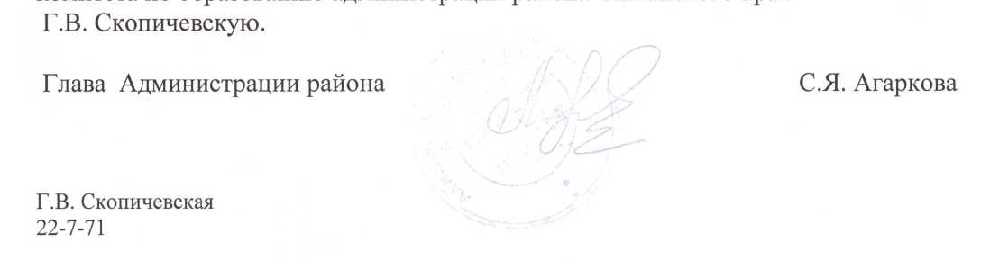 Г.В. Скопичевскую.
Глава Администрации района С.Я. Агаркова
Г.В. Скопичевская
22-7-71